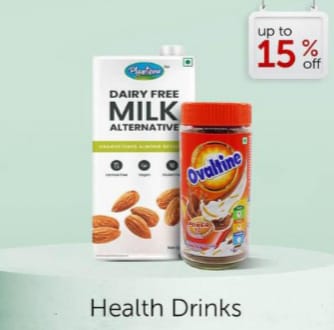 up to
15%
off
DAIRY FREE
MILK
ALTERNATIVE
Ovaltine
Health Drinks